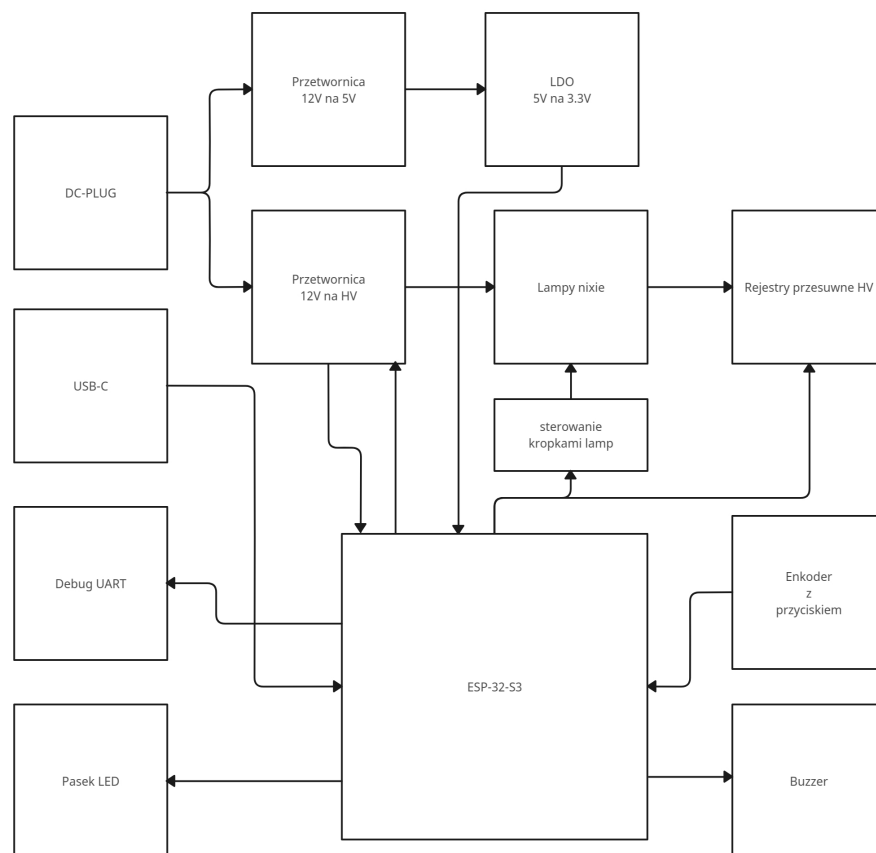 Przetwornica
12V na 5V
LDO
5V na 3.3V
DC-PLUG
Przetwornica
12V na HV
Lampy nixie
Rejestry przesuwne HV
USB-C
sterowanie
kropkami lamp
Debug UART
Enkoder
z
przyciskiem
ESP-32-S3
Pasek LED
Buzzer